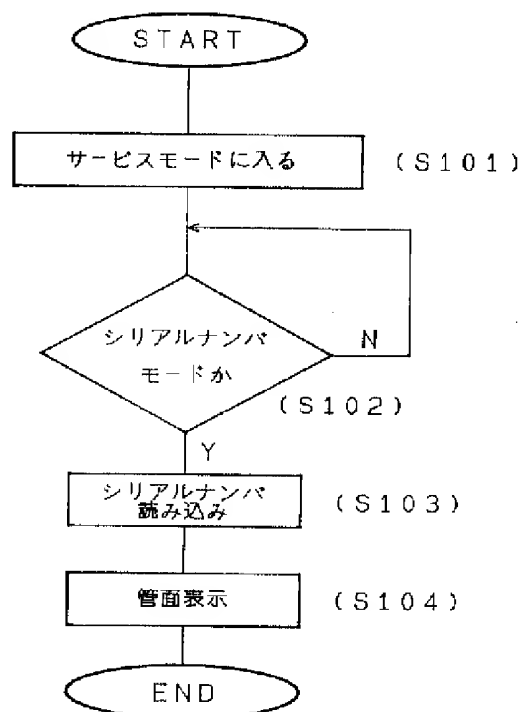 START
サービスモードに入る
(S101)
シリアルナンバ
モードか
N
(S102)
Y
シリアルナンバ
読み込み
(S103)
管面表示
(S104)
END